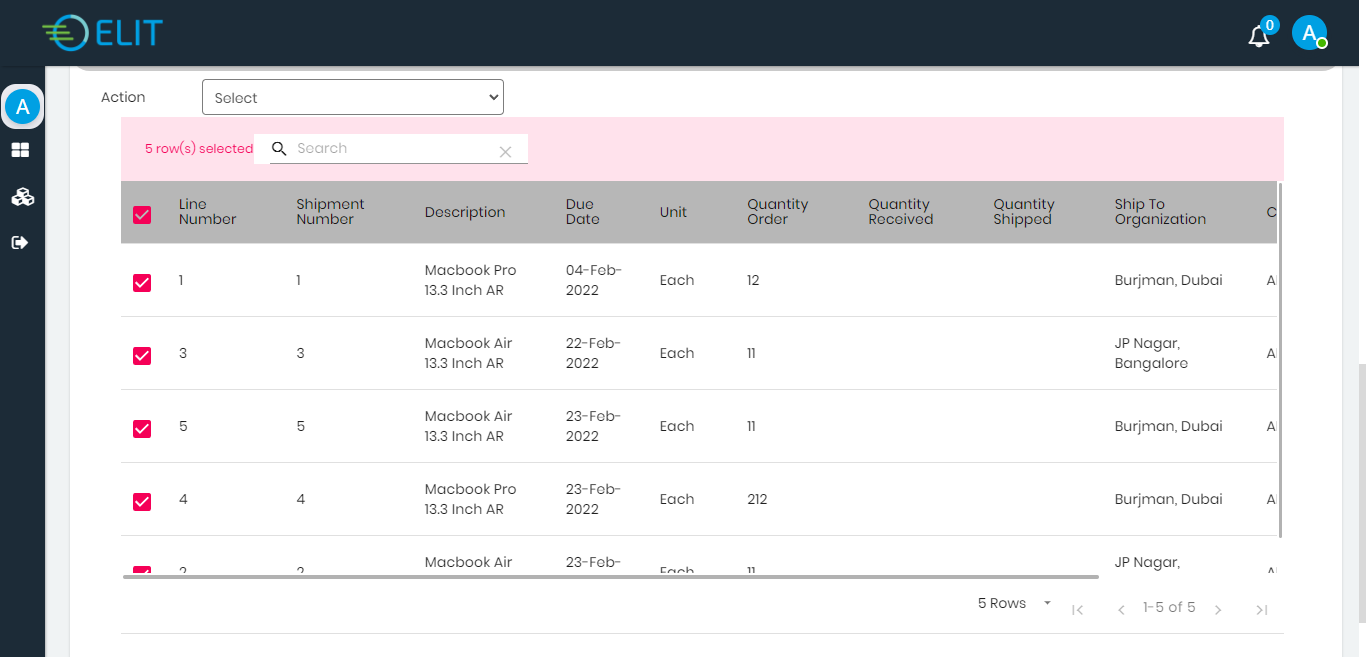 ELIT
0
A
A
Action
Select
5 row(s) selected
Search
Line Number
Shipment Number
Description
Due Date
Unit
Quantity Order
Quantity Received
Quantity Shipped
Ship To Organization
1 1 Macbook Pro 13.3 Inch AR 04-Feb-2022 Each 12 Burjman, Dubai
3 3 Macbook Air 13.3 Inch AR 22-Feb-2022 Each 11 JP Nagar, Bangalore
5 5 Macbook Air 13.3 Inch AR 23-Feb-2022 Each 11 Burjman, Dubai
4 4 Macbook Pro 13.3 Inch AR 23-Feb-2022 Each 212 Burjman, Dubai
2 2 Macbook Air 23-Feb- Each 11 JP Nagar,
5 Rows
1-5 of 5